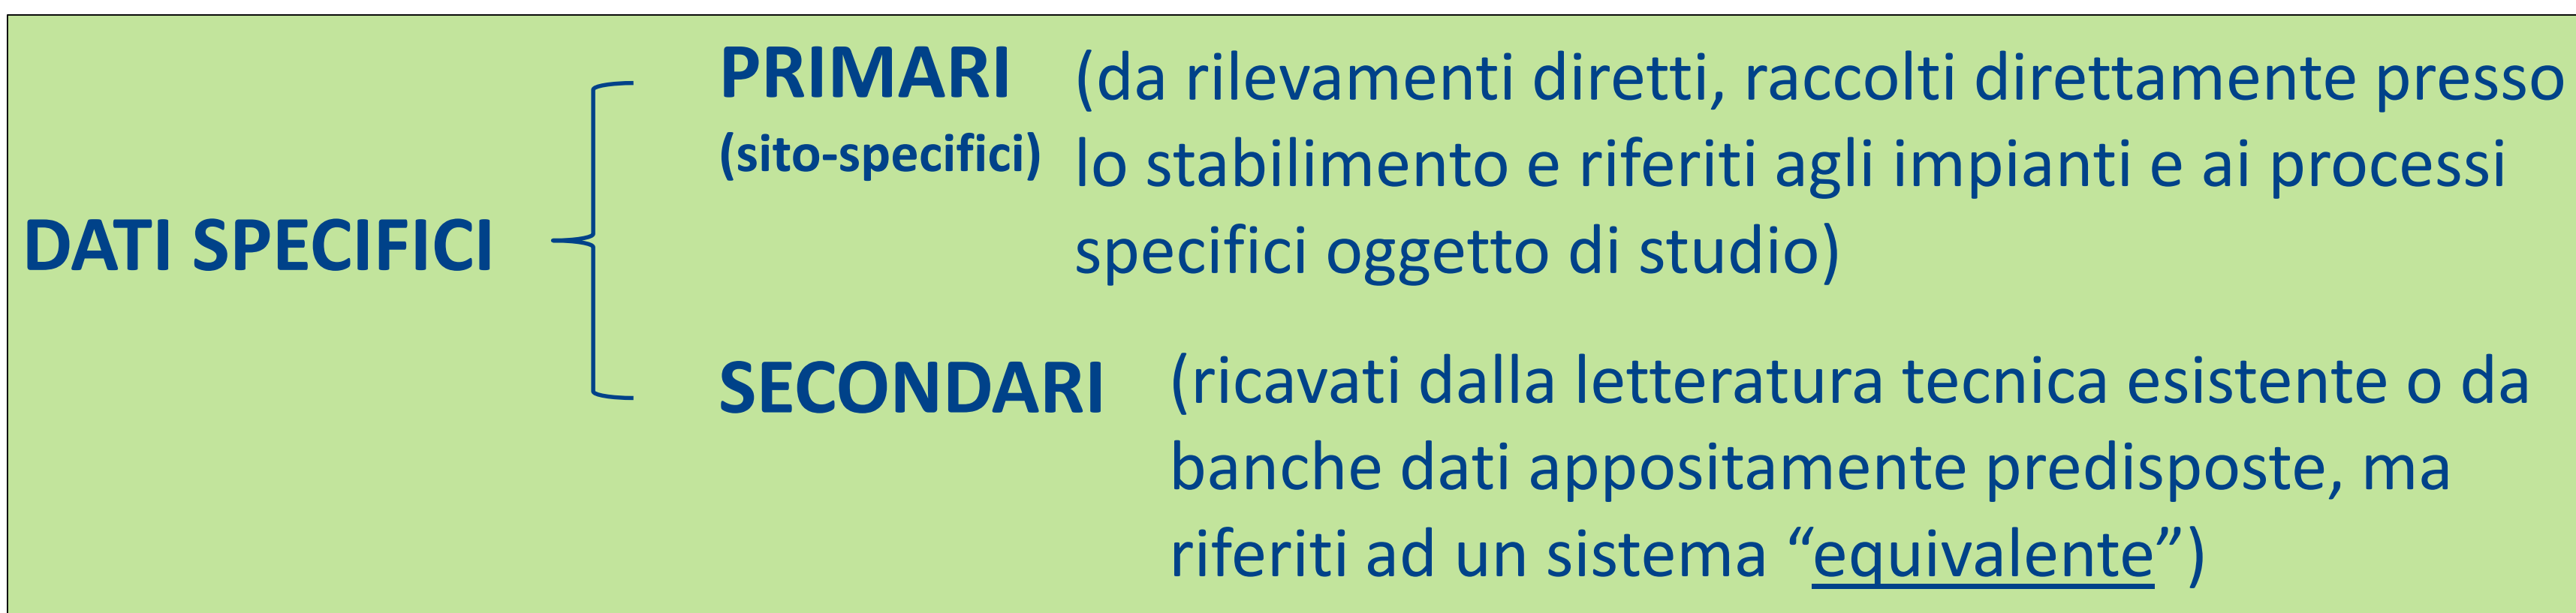 DATI SPECIFICI
PRIMARI
(sito-specifici)
(da rilevamenti diretti, raccolti direttamente presso
lo stabilimento e riferiti agli impianti e ai processi
specifici oggetto di studio)
SECONDARI
(ricavati dalla letteratura tecnica esistente o da
banche dati appositamente predisposte, ma
riferiti ad un sistema “equivalente”)